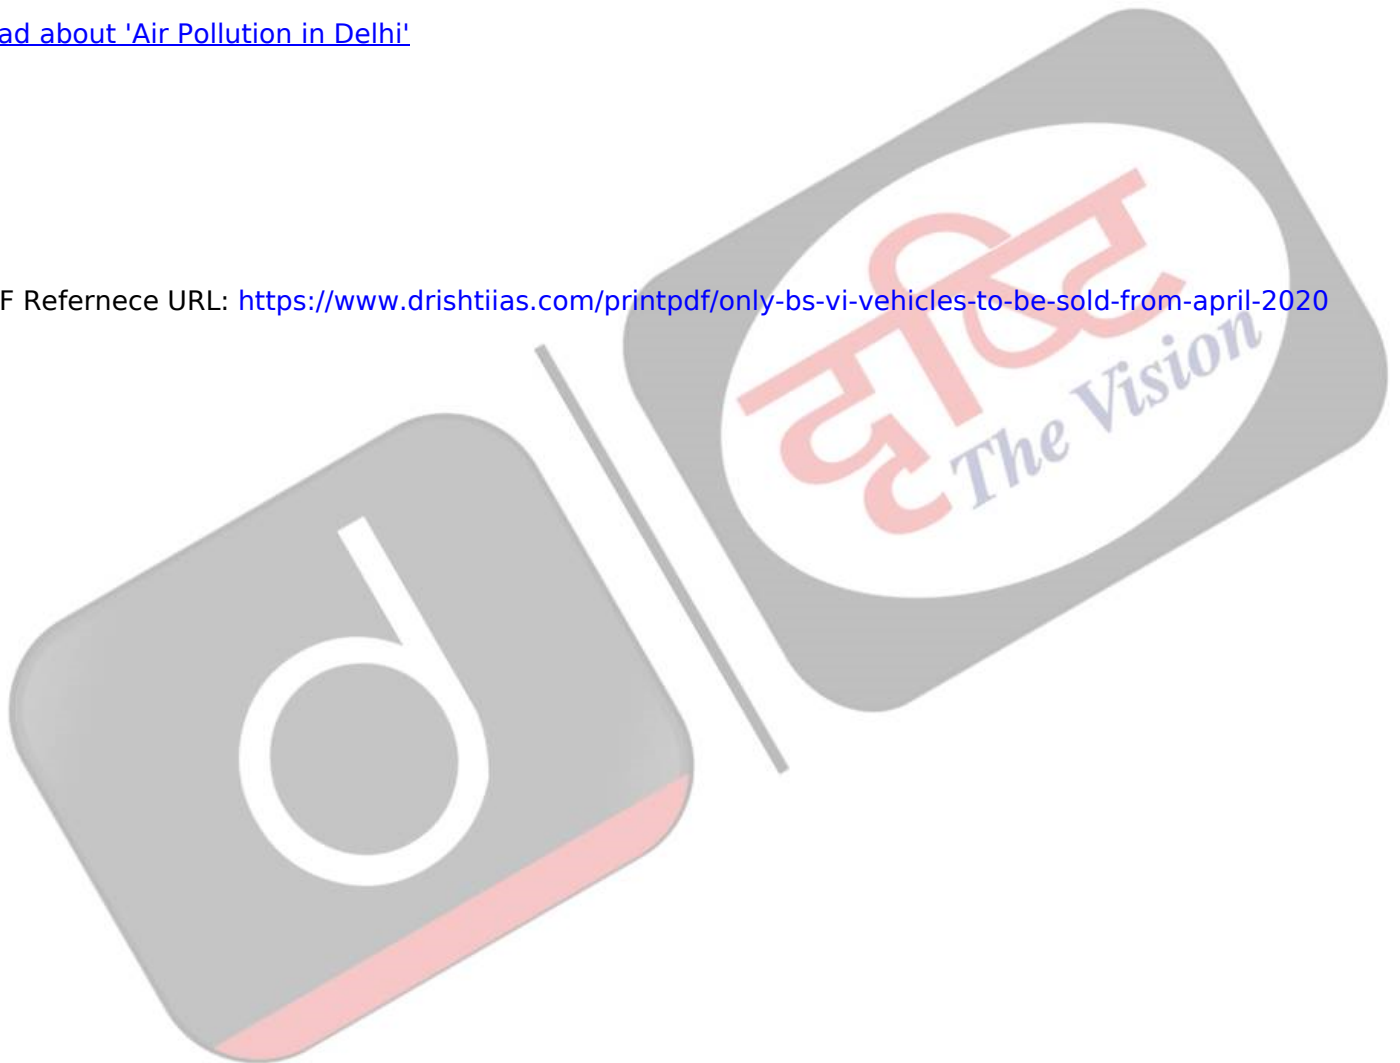 ad about 'Air Pollution in Delhi'
F Refernece URL: https://www.drishtiias.com/printpdf/only-bs-vi-vehicles-to-be-sold-from-april-2020
दृष्टि
The Vision
d